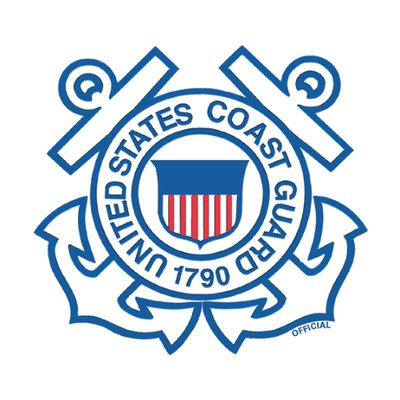 UNITED STATES COAST GUARD
1790
OFFICIAL